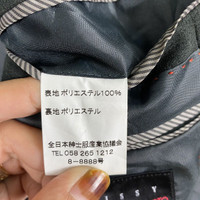 表地 ポリエステル100%
裏地 ポリエステル
全日本紳士服産業協議会
TEL 058 265 1212
8-8888号
ISSY